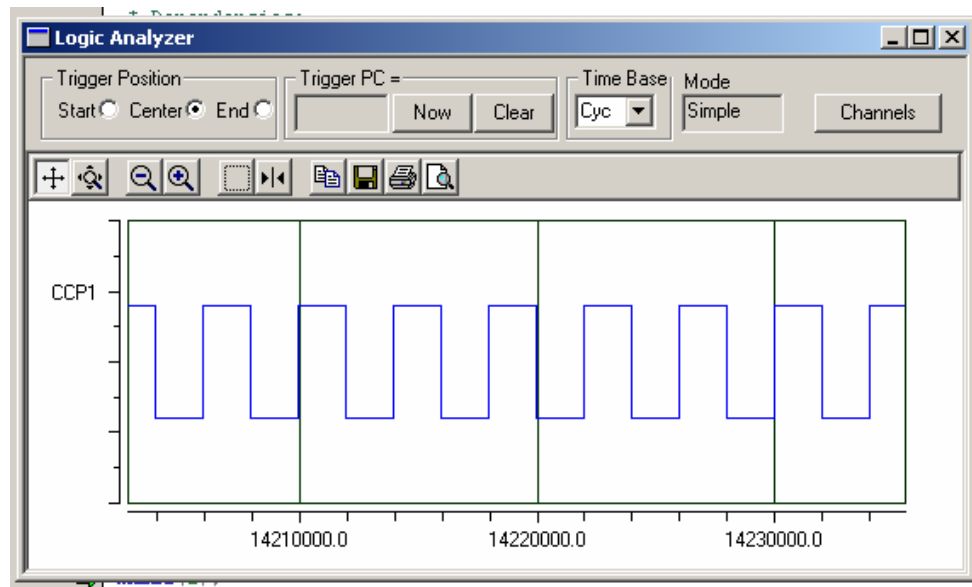 Logic Analyzer
Trigger Position
Start Center End
Trigger PC =
Now Clear
Time Base
Cyc
Mode
Simple
Channels
CCP1
14210000.0 14220000.0 14230000.0